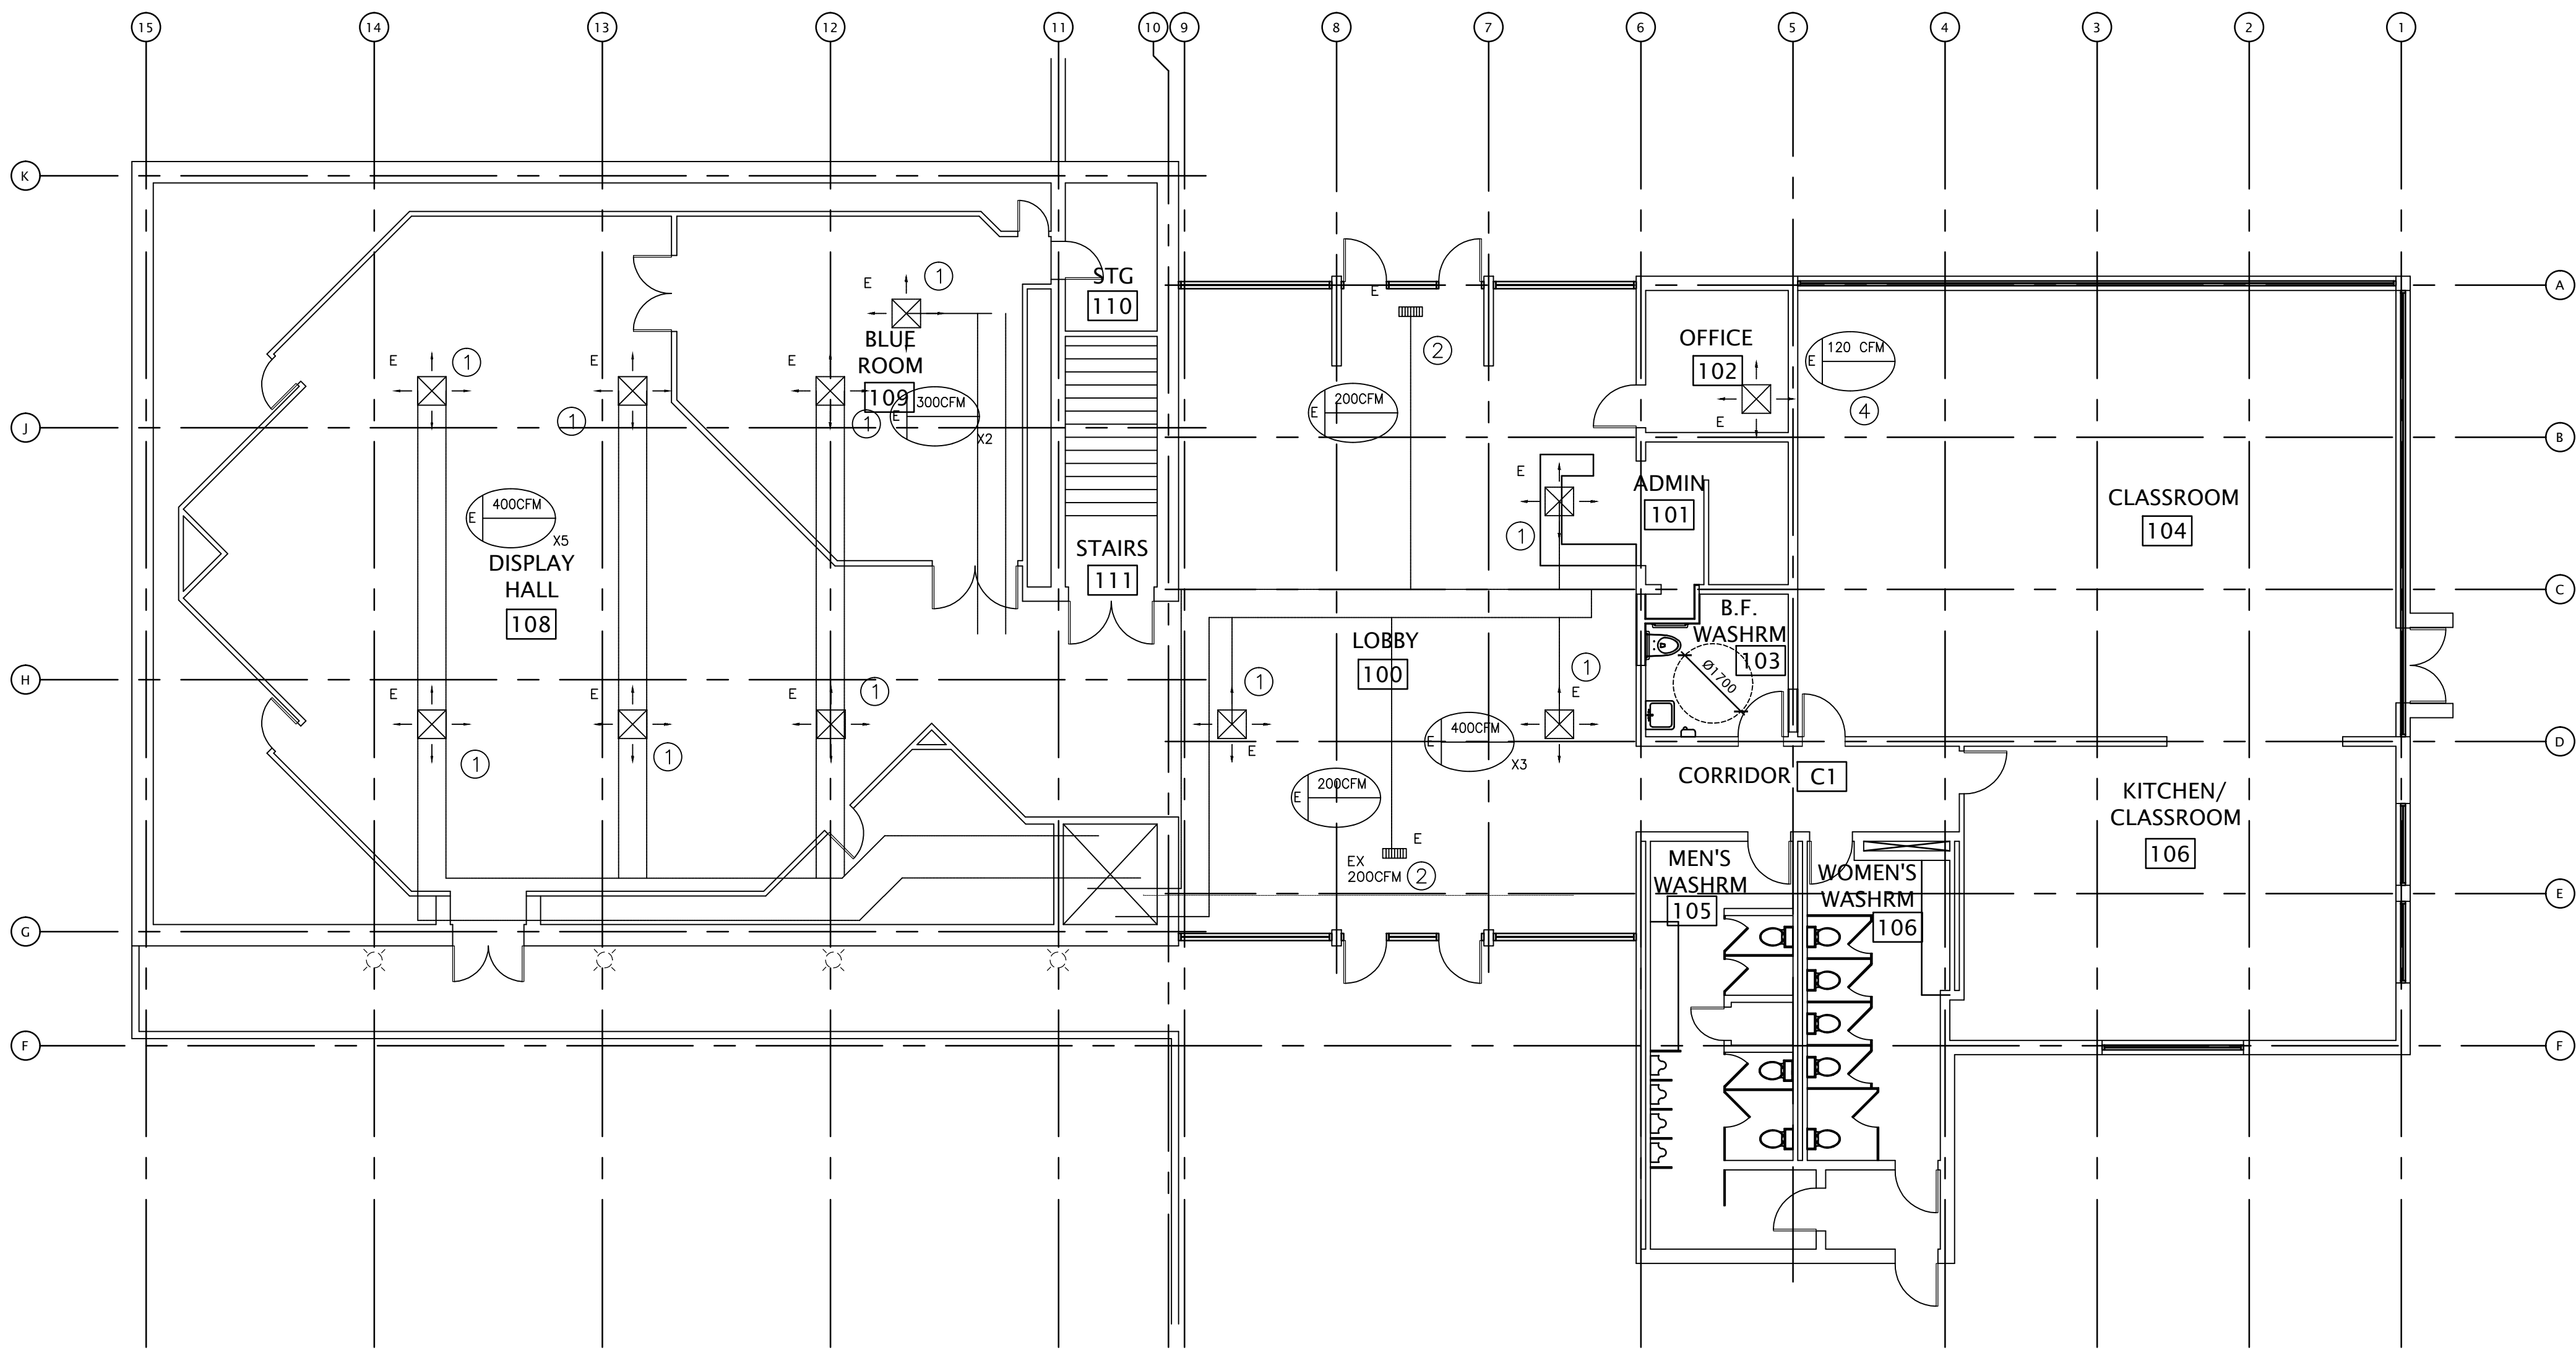 15
14
13
12
11
10
9
8
7
6
5
4
3
2
1
K
A
STG
110
E
1
E
BLUE
ROOM
109
2
OFFICE
102
E
120 CFM
E
1
E
E
E
300CFM
X2
1
1
E
200CFM
E
4
J
B
E
400CFM
X5
DISPLAY
HALL
108
STAIRS
111
E
1
ADMIN
101
CLASSROOM
104
C
B.F.
WASHRM
103
Ø1700
LOBBY
100
H
E
1
E
1
E
1
E
1
E
1
E
400CFM
X3
D
CORRIDOR
C1
E
200CFM
KITCHEN/
CLASSROOM
106
E
EX
200CFM
2
MEN'S
WASHRM
105
WOMEN'S
WASHRM
106
E
G
F
F